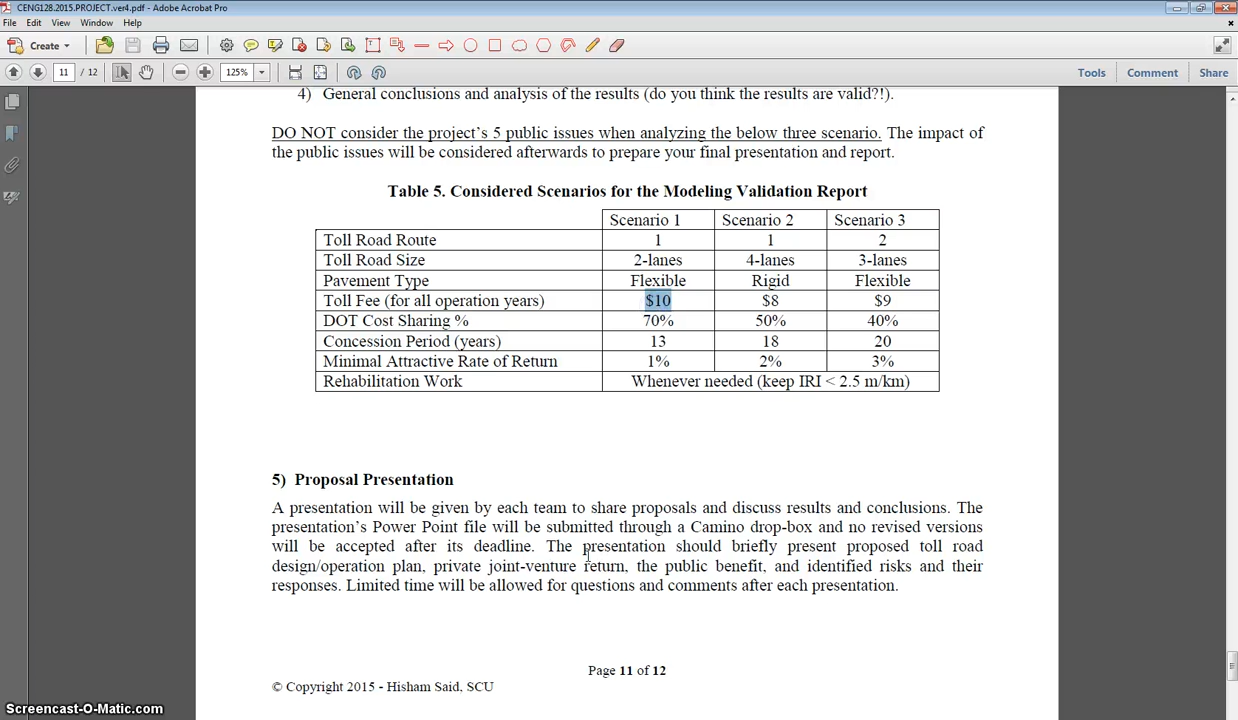 CENG128.2015.PROJECT.ver4.pdf - Adobe Acrobat Pro
File Edit View Window Help
Create
11 / 12 125% Tools Comment Share
4) General conclusions and analysis of the results (do you think the results are valid?!).
DO NOT consider the project's 5 public issues when analyzing the below three scenario. The impact of
the public issues will be considered afterwards to prepare your final presentation and report.
Table 5. Considered Scenarios for the Modeling Validation Report
Scenario 1 Scenario 2 Scenario 3
Toll Road Route 1 1 2
Toll Road Size 2-lanes 4-lanes 3-lanes
Pavement Type Flexible Rigid Flexible
Toll Fee (for all operation years) $10 $8 $9
DOT Cost Sharing % 70% 50% 40%
Concession Period (years) 13 18 20
Minimal Attractive Rate of Return 1% 2% 3%
Rehabilitation Work Whenever needed (keep IRI < 2.5 m/km)
5) Proposal Presentation
A presentation will be given by each team to share proposals and discuss results and conclusions. The
presentation's Power Point file will be submitted through a Camino drop-box and no revised versions
will be accepted after its deadline. The presentation should briefly present proposed toll road
design/operation plan, private joint-venture return, the public benefit, and identified risks and their
responses. Limited time will be allowed for questions and comments after each presentation.
Page 11 of 12
© Copyright 2015 - Hisham Said, SCU
Screencast-O-Matic.com